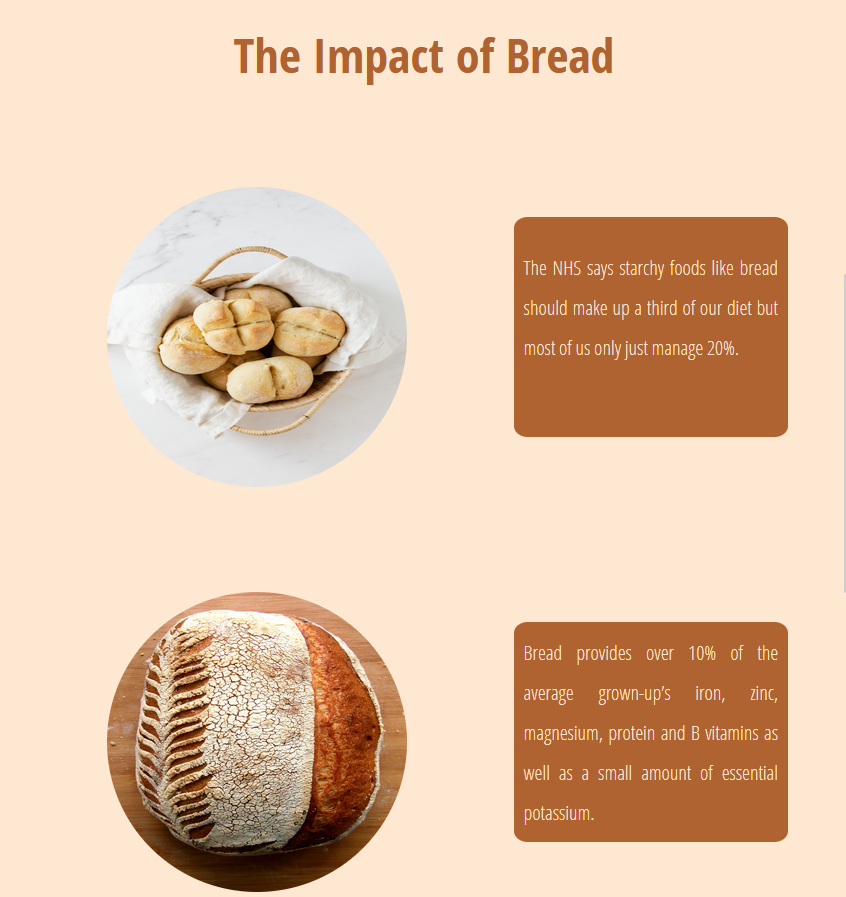 The Impact of Bread
The NHS says starchy foods like bread
should make up a third of our diet but
most of us only just manage 20%.
Bread provides over 10% of the
average grown-up’s iron, zinc,
magnesium, protein and B vitamins as
well as a small amount of essential
potassium.